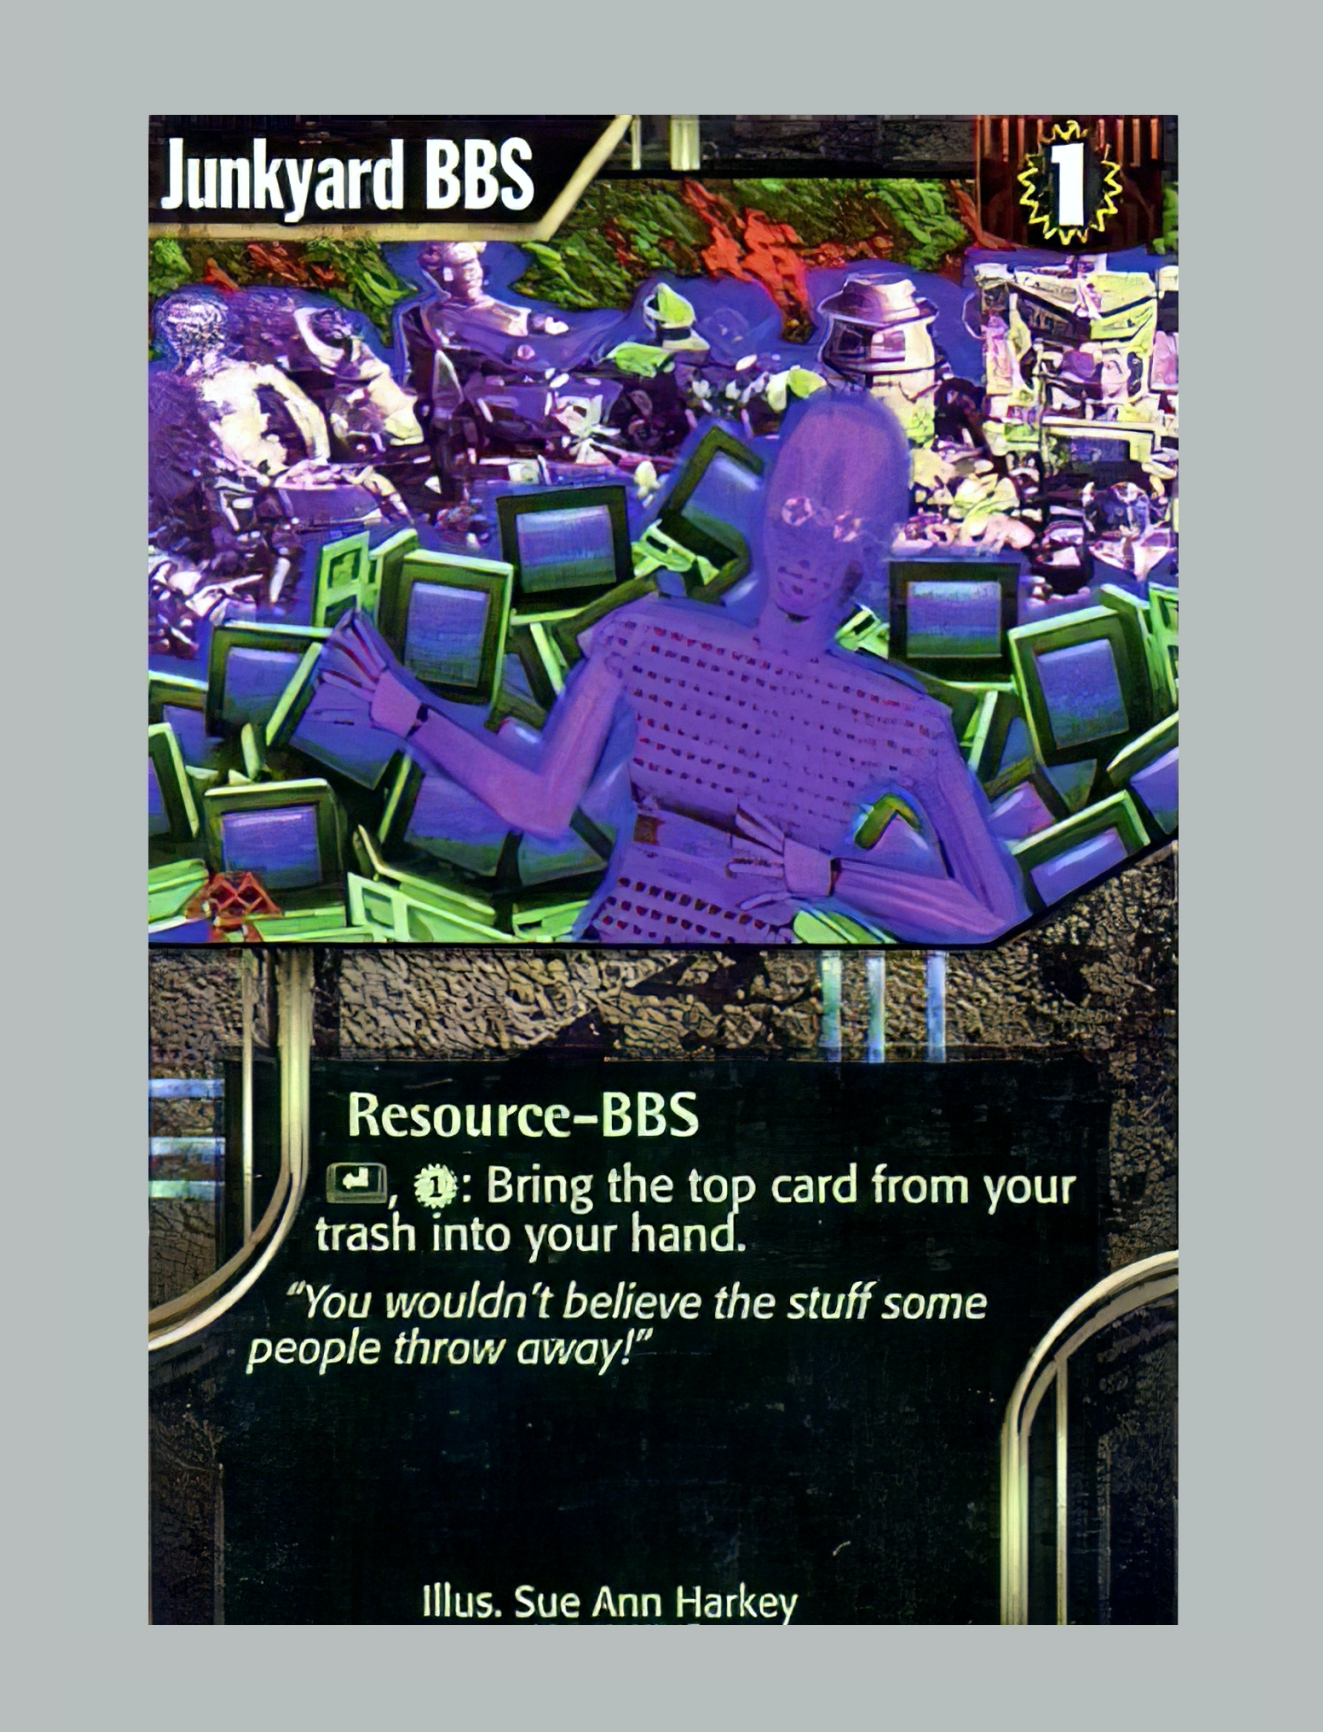 Junkyard BBS
1
Resource–BBS
, 1: Bring the top card from your
trash into your hand.
"You wouldn't believe the stuff some
people throw away!"
Illus. Sue Ann Harkey